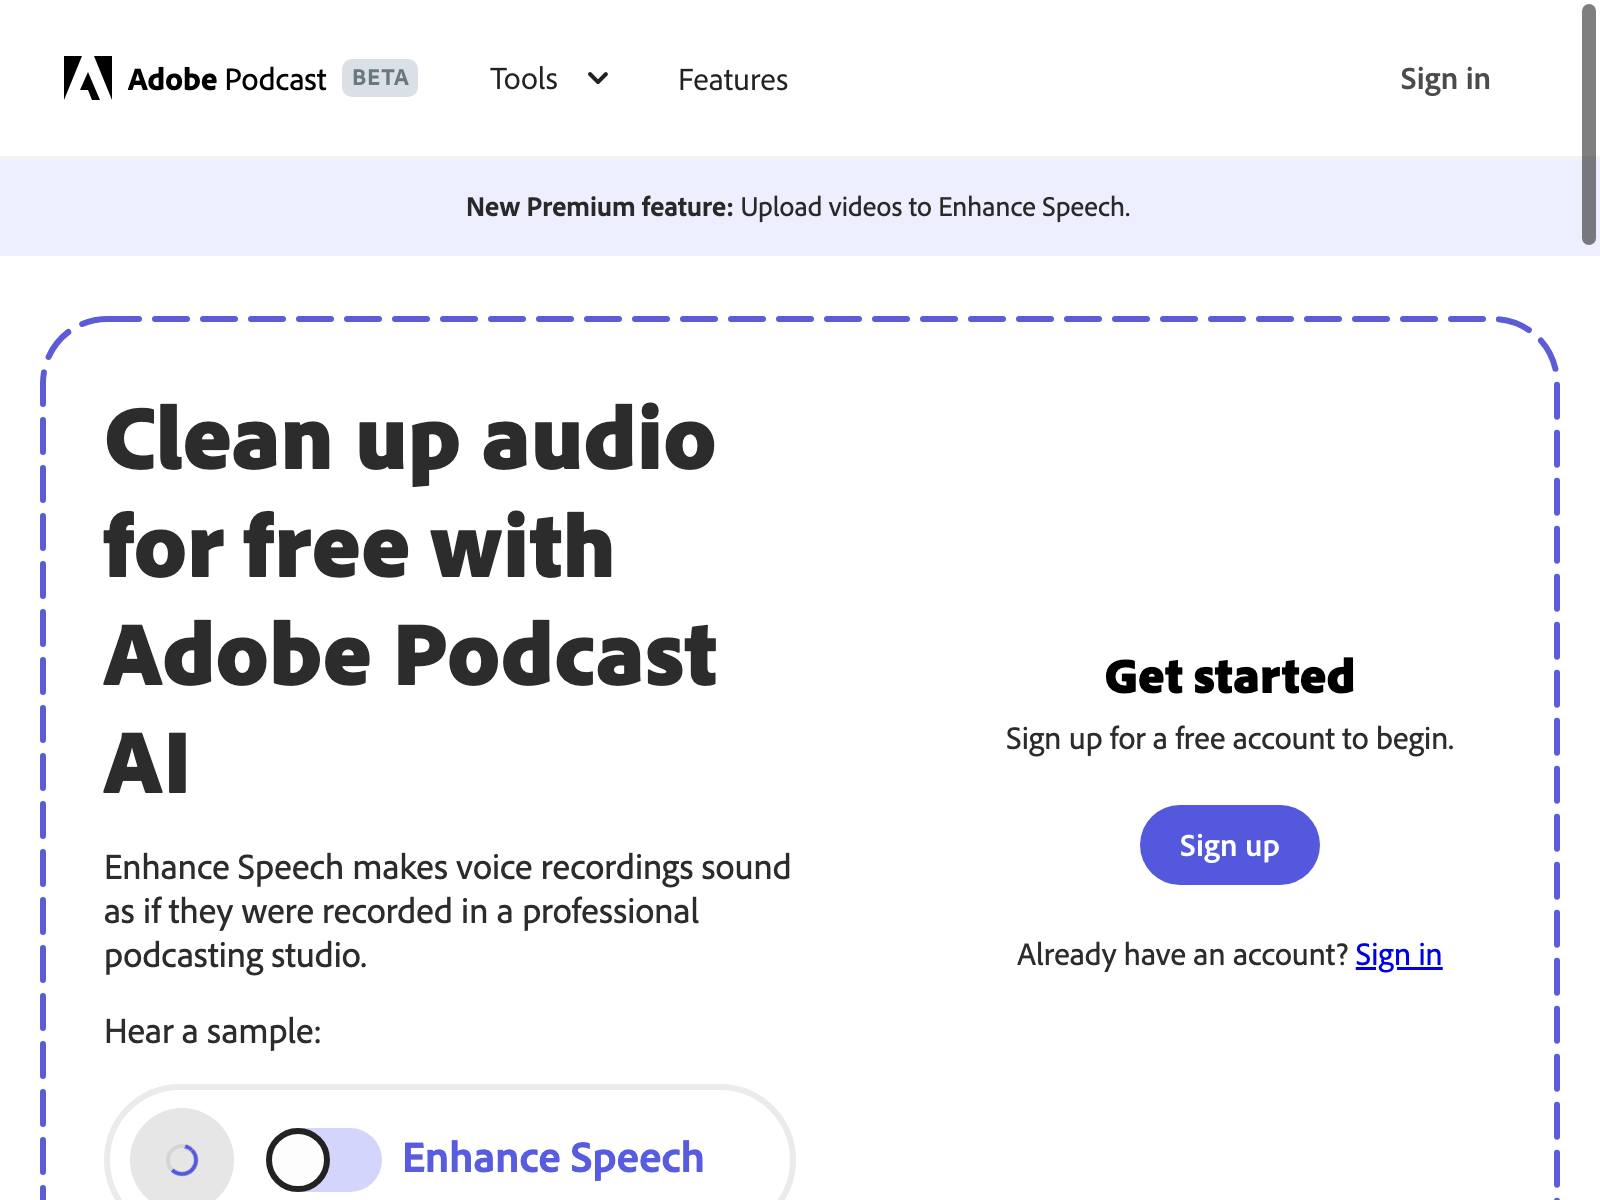 Adobe Podcast BETA Tools Features Sign in
New Premium feature: Upload videos to Enhance Speech.
Clean up audio
for free with
Adobe Podcast
AI
Enhance Speech makes voice recordings sound
as if they were recorded in a professional
podcasting studio.
Hear a sample:
Enhance Speech
Get started
Sign up for a free account to begin.
Sign up
Already have an account? Sign in